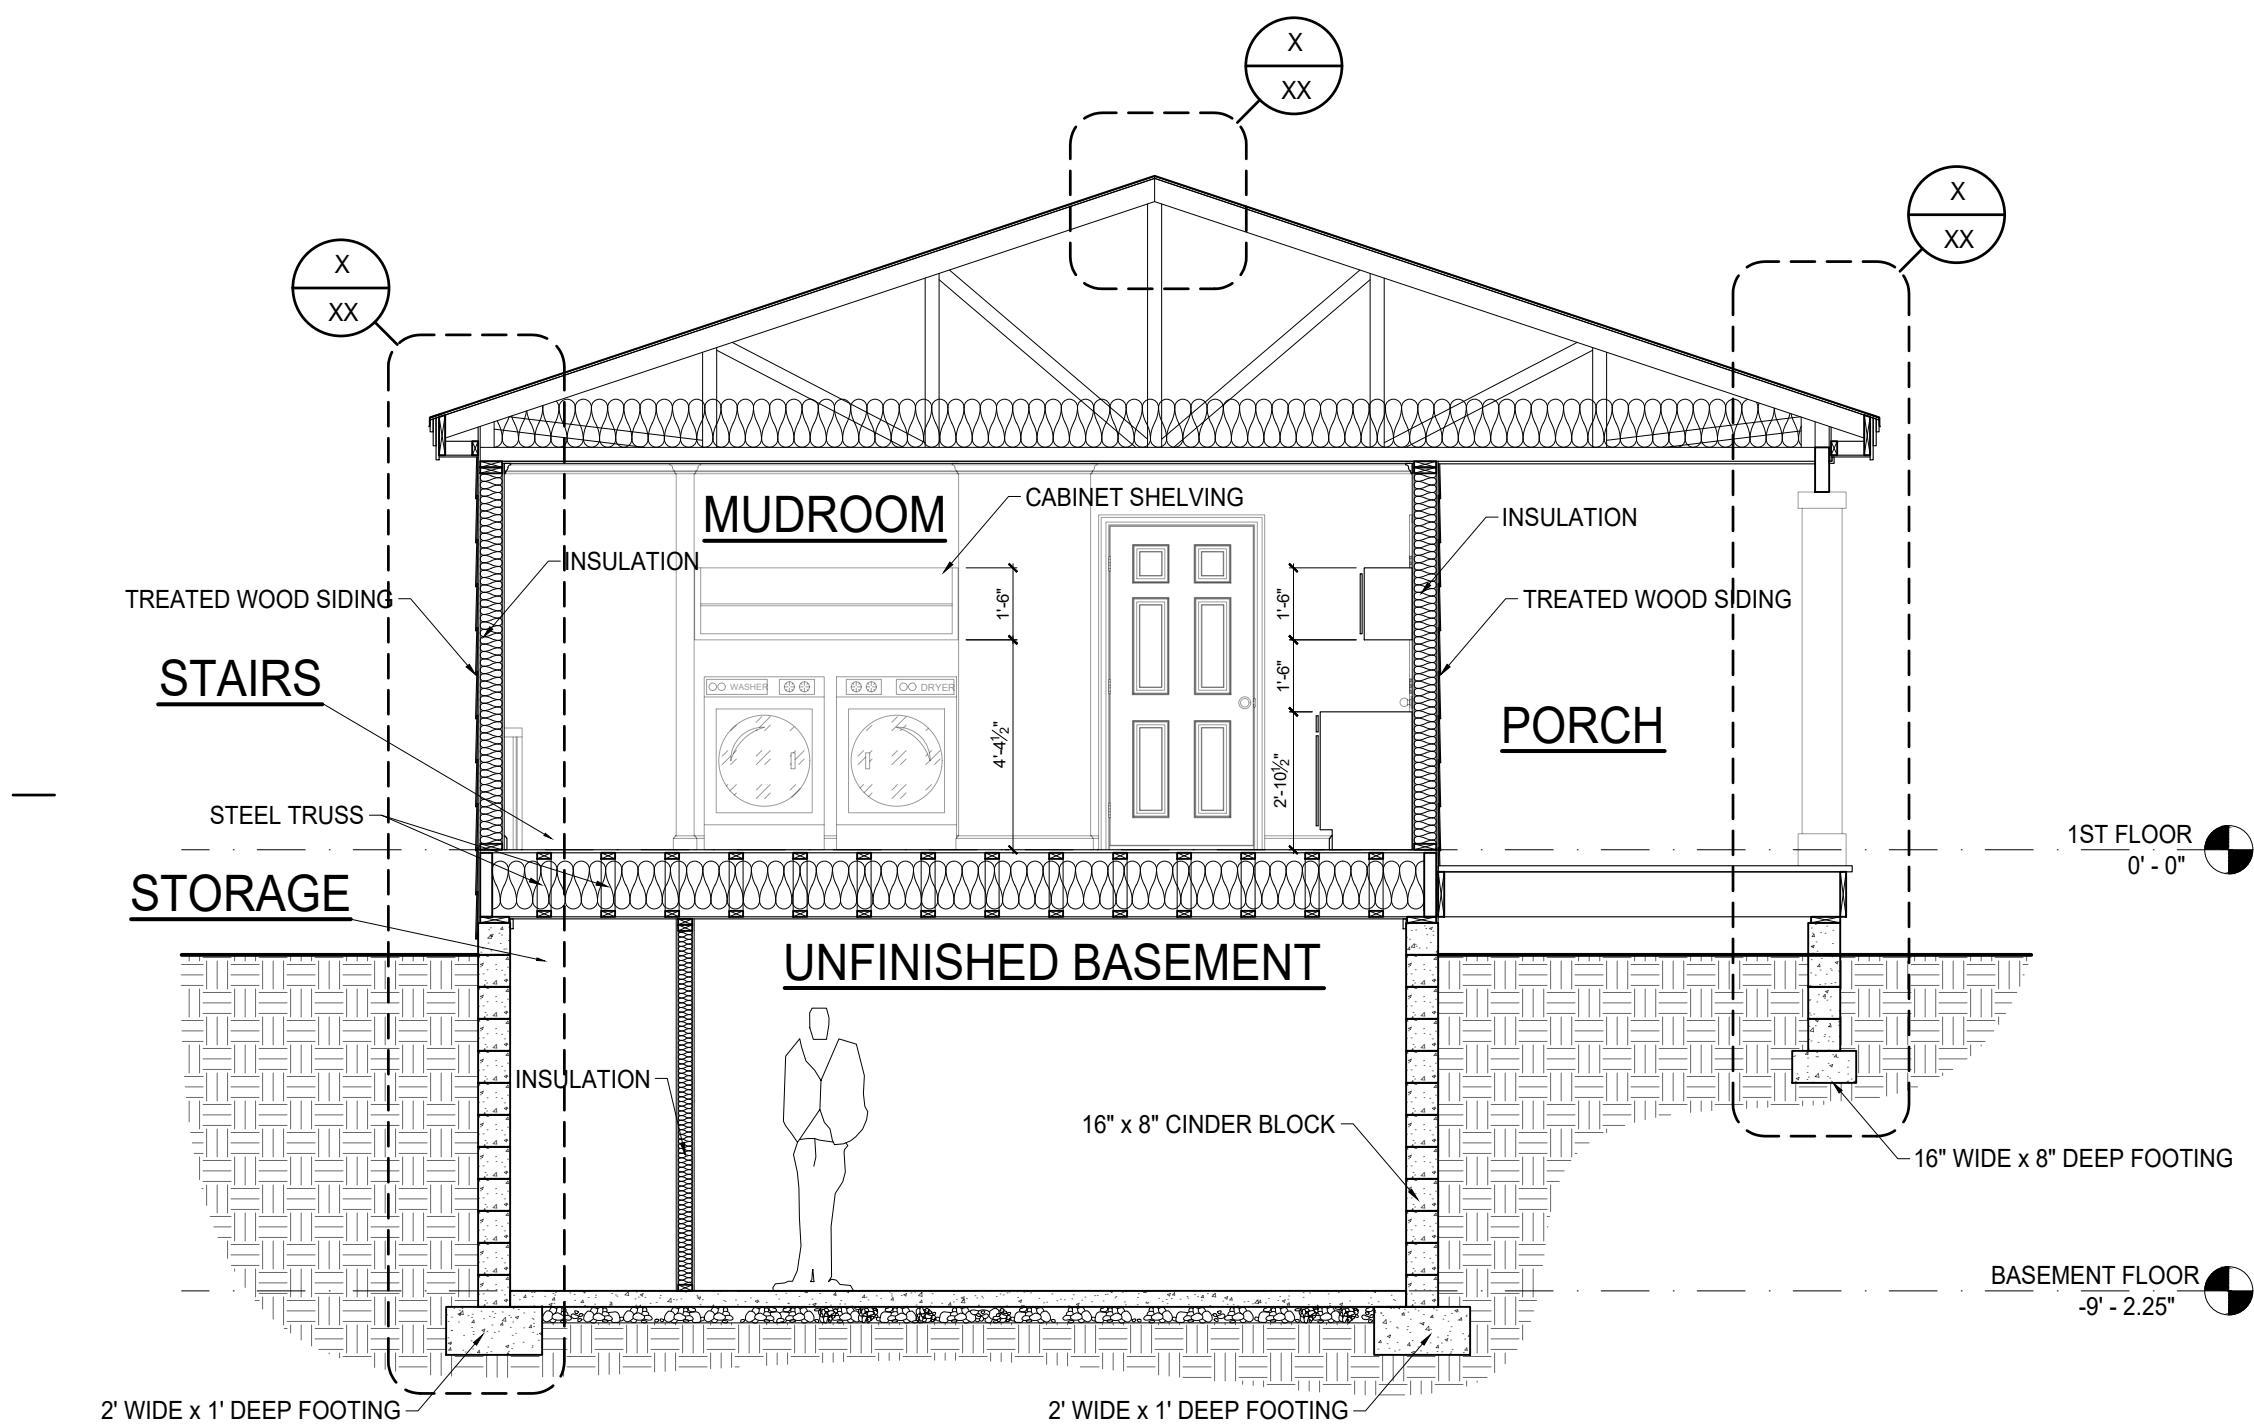 X
XX
X
XX
X
XX
MUDROOM
CABINET SHELVING
INSULATION
INSULATION
TREATED WOOD SIDING
1'-6"
1'-6"
TREATED WOOD SIDING
STAIRS
WASHER
DRYER
1'-6"
PORCH
4'-4½"
2'-10½"
STEEL TRUSS
1ST FLOOR
0' - 0"
STORAGE
UNFINISHED BASEMENT
INSULATION
16" x 8" CINDER BLOCK
16" WIDE x 8" DEEP FOOTING
BASEMENT FLOOR
-9' - 2.25"
2' WIDE x 1' DEEP FOOTING
2' WIDE x 1' DEEP FOOTING